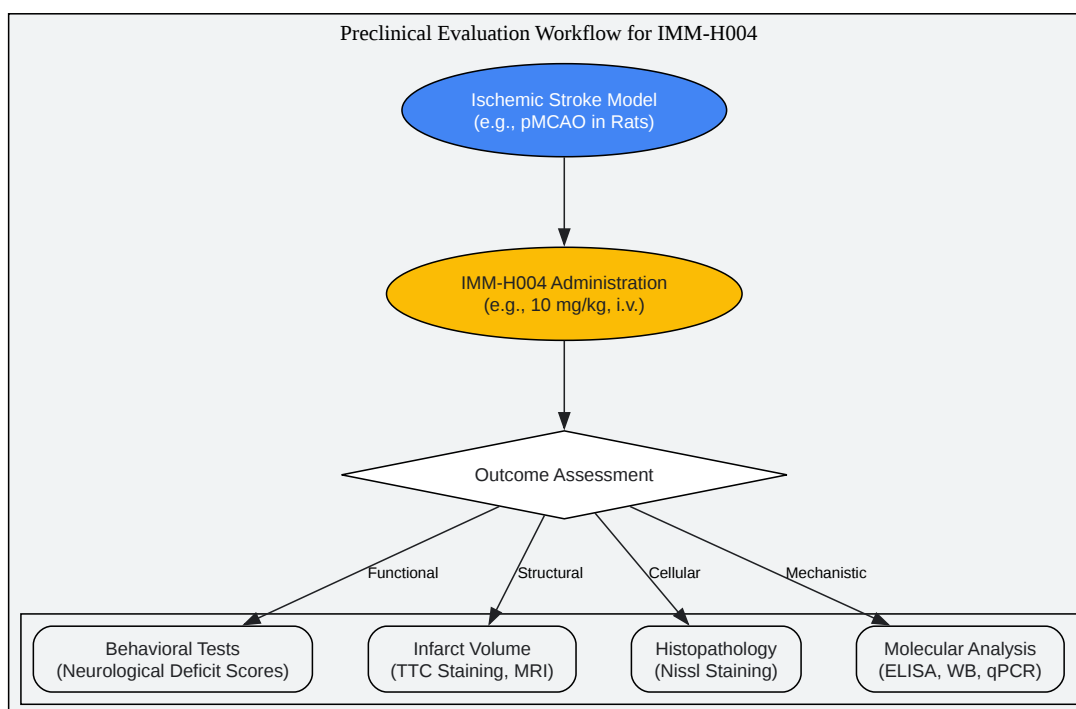 Preclinical Evaluation Workflow for IMM-H004
Ischemic Stroke Model
(e.g., pMCAO in Rats)
IMM-H004 Administration
(e.g., 10 mg/kg, i.v.)
Outcome Assessment
Functional
Structural
Cellular
Mechanistic
Behavioral Tests
(Neurological Deficit Scores)
Infarct Volume
(TTC Staining, MRI)
Histopathology
(Nissl Staining)
Molecular Analysis
(ELISA, WB, qPCR)